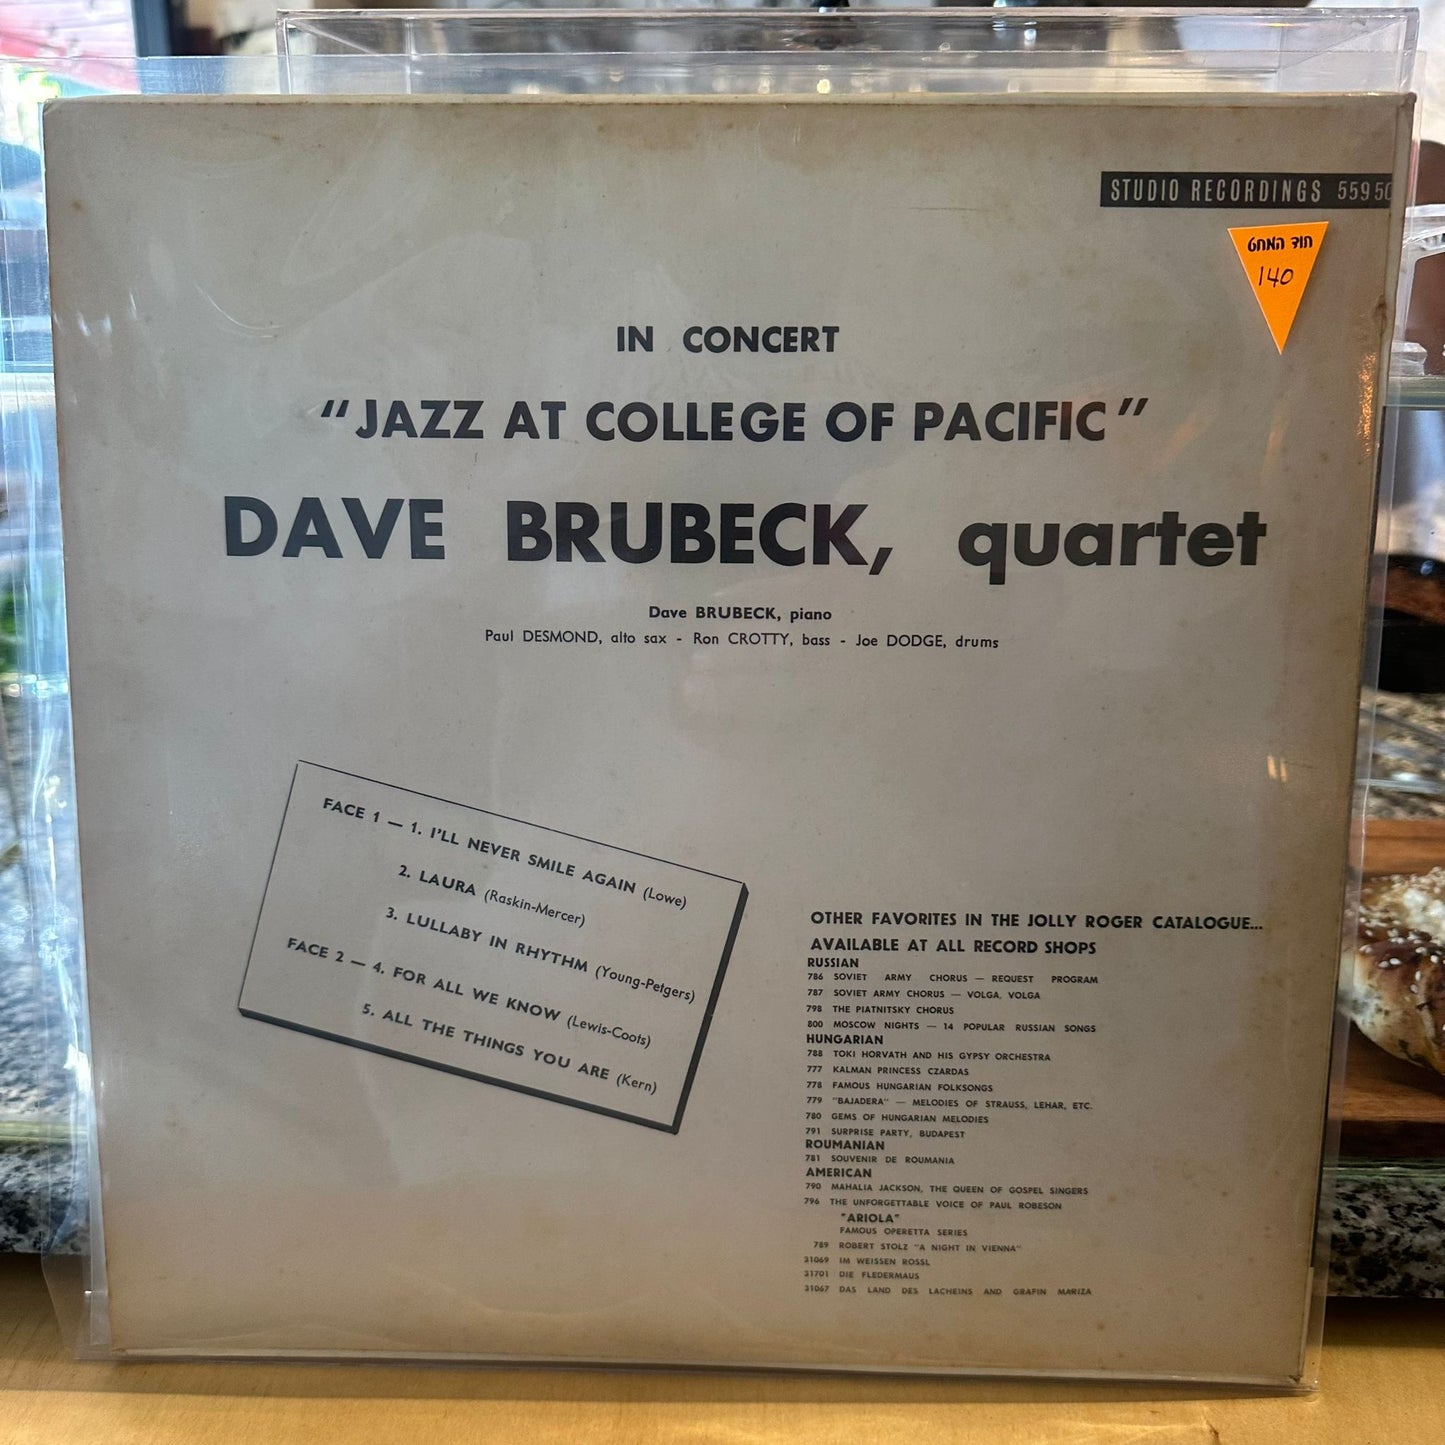 STUDIO RECORDINGS 55950
חוד המחט
140
IN CONCERT
"JAZZ AT COLLEGE OF PACIFIC"
DAVE BRUBECK, quartet
Dave BRUBECK, piano
Paul DESMOND, alto sax - Ron CROTTY, bass - Joe DODGE, drums
FACE 1 — 1. I'LL NEVER SMILE AGAIN (Lowe)
2. LAURA (Raskin-Mercer)
3. LULLABY IN RHYTHM (Young-Petgers)
FACE 2 — 4. FOR ALL WE KNOW (Lewis-Coots)
5. ALL THE THINGS YOU ARE (Kern)
OTHER FAVORITES IN THE JOLLY ROGER CATALOGUE...
AVAILABLE AT ALL RECORD SHOPS
RUSSIAN
786 SOVIET ARMY CHORUS — REQUEST PROGRAM
787 SOVIET ARMY CHORUS — VOLGA, VOLGA
798 THE PIATNITSKY CHORUS
800 MOSCOW NIGHTS — 14 POPULAR RUSSIAN SONGS
HUNGARIAN
788 TOKI HORVATH AND HIS GYPSY ORCHESTRA
777 KALMAN PRINCESS CZARDAS
778 FAMOUS HUNGARIAN FOLKSONGS
779 "BAJADERA" — MELODIES OF STRAUSS, LEHAR, ETC.
780 GEMS OF HUNGARIAN MELODIES
791 SURPRISE PARTY, BUDAPEST
ROUMANIAN
781 SOUVENIR DE ROUMANIA
AMERICAN
790 MAHALIA JACKSON, THE QUEEN OF GOSPEL SINGERS
796 THE UNFORGETTABLE VOICE OF PAUL ROBESON
"ARIOLA"
FAMOUS OPERETTA SERIES
789 ROBERT STOLZ "A NIGHT IN VIENNA"
31069 IM WEISSEN ROSSL
31701 DIE FLEDERMAUS
31067 DAS LAND DES LACHEINS AND GRAFIN MARIZA